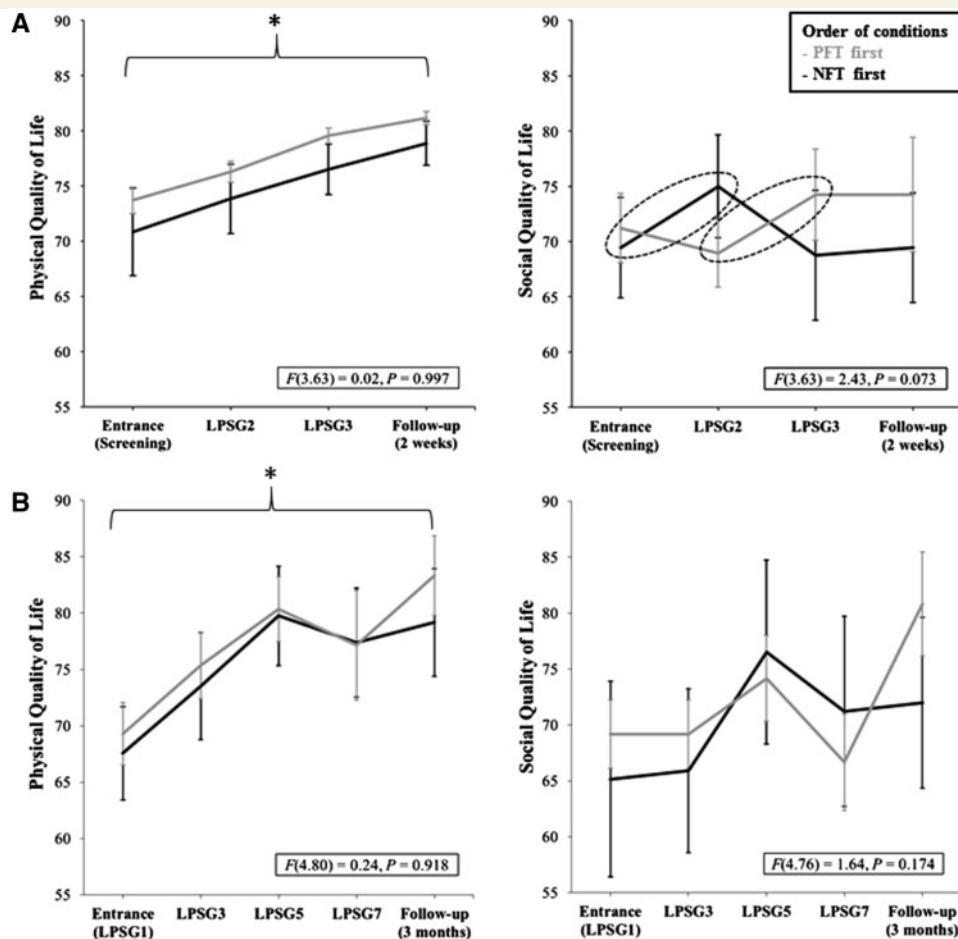 A
*
90
85
80
75
70
65
60
55
Physical Quality of Life
F(3.63) = 0.02, P = 0.997
Entrance
(Screening)
LPSG2
LPSG3
Follow-up
(2 weeks)
Order of conditions
- PFT first
- NFT first
90
85
80
75
70
65
60
55
Social Quality of Life
F(3.63) = 2.43, P = 0.073
Entrance
(Screening)
LPSG2
LPSG3
Follow-up
(2 weeks)
B
*
90
85
80
75
70
65
60
55
Physical Quality of Life
F(4.80) = 0.24, P = 0.918
Entrance
(LPSG1)
LPSG3
LPSG5
LPSG7
Follow-up
(3 months)
90
85
80
75
70
65
60
55
Social Quality of Life
F(4.76) = 1.64, P = 0.174
Entrance
(LPSG1)
LPSG3
LPSG5
LPSG7
Follow-up
(3 months)